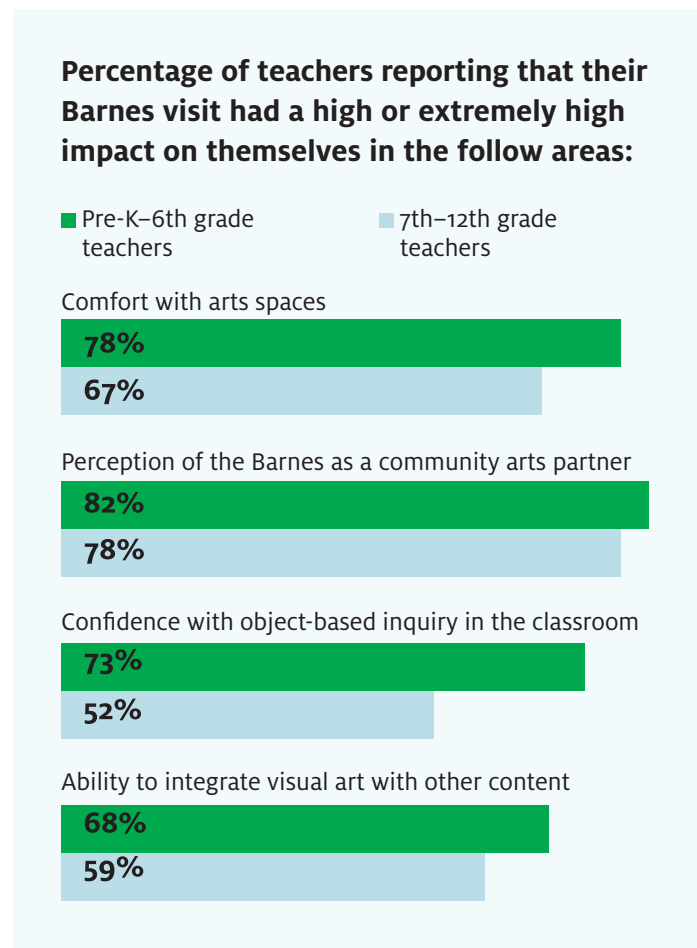 Percentage of teachers reporting that their
Barnes visit had a high or extremely high
impact on themselves in the follow areas:
Pre-K–6th grade
teachers
7th–12th grade
teachers
Comfort with arts spaces
78%
67%
Perception of the Barnes as a community arts partner
82%
78%
Confidence with object-based inquiry in the classroom
73%
52%
Ability to integrate visual art with other content
68%
59%